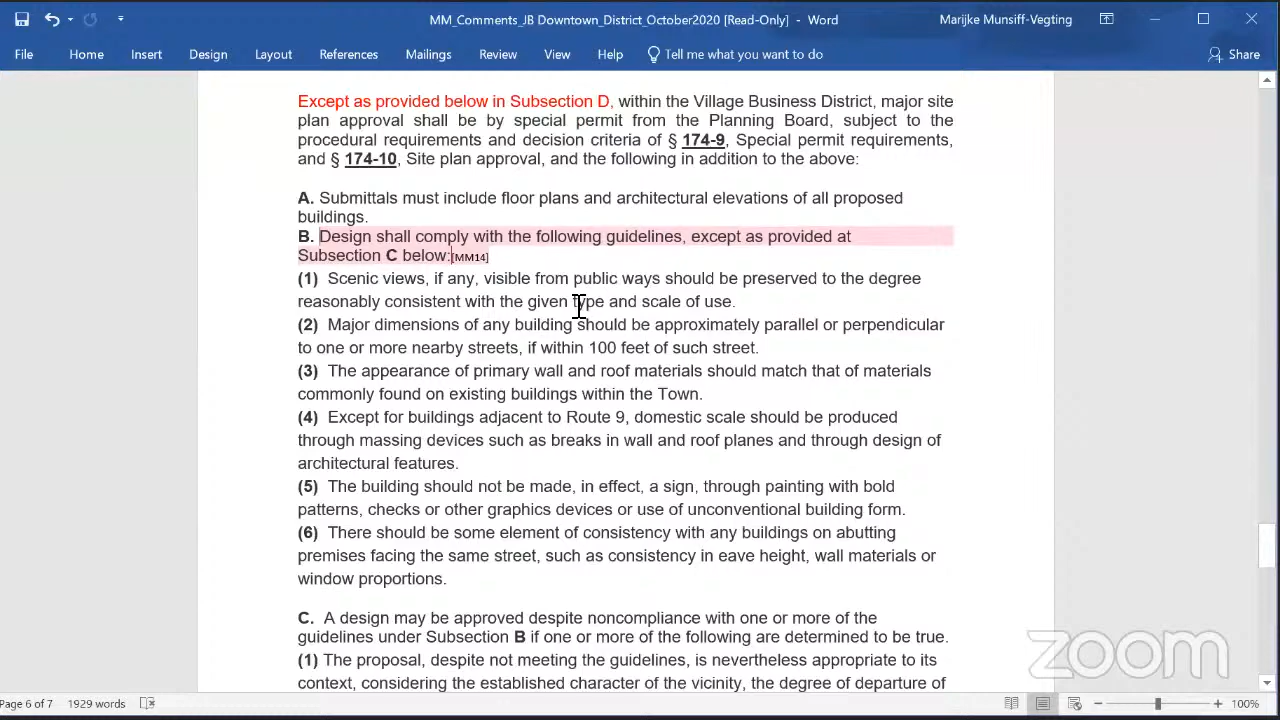 MM_Comments_JB Downtown_District_October2020 [Read-Only] - Word
Marijke Munsiff-Vegting
File Home Insert Design Layout References Mailings Review View Help Tell me what you want to do Share
Except as provided below in Subsection D, within the Village Business District, major site
plan approval shall be by special permit from the Planning Board, subject to the
procedural requirements and decision criteria of § 174-9, Special permit requirements,
and § 174-10, Site plan approval, and the following in addition to the above:
A. Submittals must include floor plans and architectural elevations of all proposed
buildings.
B. Design shall comply with the following guidelines, except as provided at
Subsection C below:[MM14]
(1) Scenic views, if any, visible from public ways should be preserved to the degree
reasonably consistent with the given type and scale of use.
(2) Major dimensions of any building should be approximately parallel or perpendicular
to one or more nearby streets, if within 100 feet of such street.
(3) The appearance of primary wall and roof materials should match that of materials
commonly found on existing buildings within the Town.
(4) Except for buildings adjacent to Route 9, domestic scale should be produced
through massing devices such as breaks in wall and roof planes and through design of
architectural features.
(5) The building should not be made, in effect, a sign, through painting with bold
patterns, checks or other graphics devices or use of unconventional building form.
(6) There should be some element of consistency with any buildings on abutting
premises facing the same street, such as consistency in eave height, wall materials or
window proportions.
C. A design may be approved despite noncompliance with one or more of the
guidelines under Subsection B if one or more of the following are determined to be true.
(1) The proposal, despite not meeting the guidelines, is nevertheless appropriate to its
context, considering the established character of the vicinity, the degree of departure of
zoom
Page 6 of 7 1929 words 100%